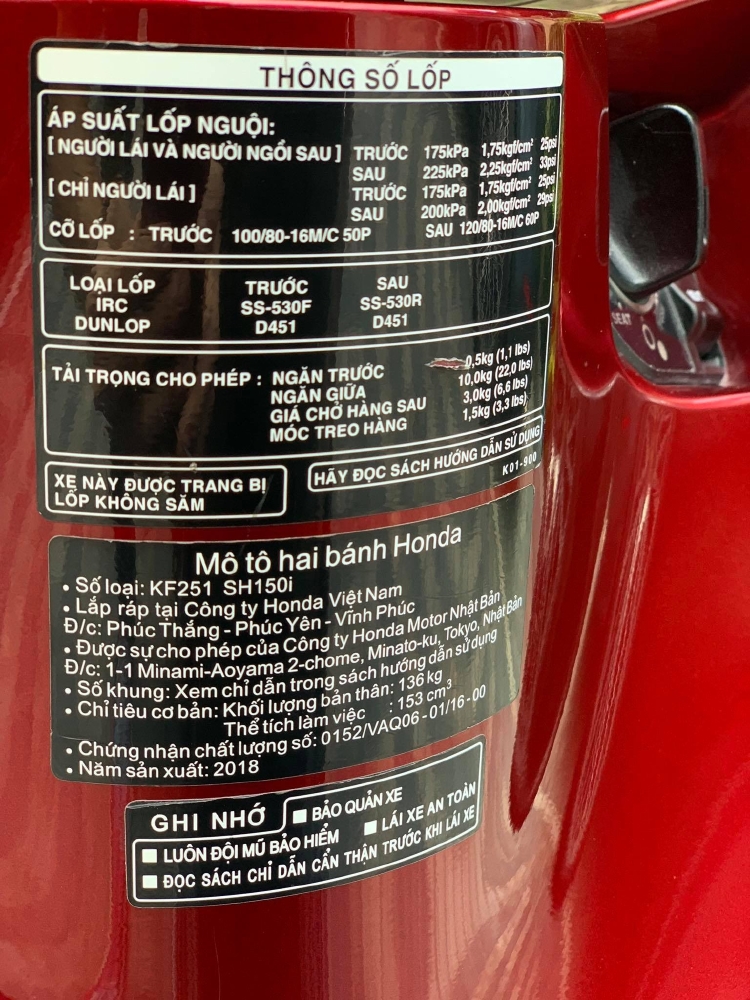 THÔNG SỐ LỐP
ÁP SUẤT LỐP NGUỘI:
[ NGƯỜI LÁI VÀ NGƯỜI NGỒI SAU ] TRƯỚC 175kPa 1,75kgf/cm² 25psi
SAU 225kPa 2,25kgf/cm² 33psi
[ CHỈ NGƯỜI LÁI ] TRƯỚC 175kPa 1,75kgf/cm² 25psi
SAU 200kPa 2,00kgf/cm² 29psi
CỠ LỐP : TRƯỚC 100/80-16M/C 50P SAU 120/80-16M/C 60P
LOẠI LỐP TRƯỚC SAU
IRC SS-530F SS-530R
DUNLOP D451 D451
TẢI TRỌNG CHO PHÉP : NGĂN TRƯỚC 0,5kg (1,1 lbs)
NGĂN GIỮA 10,0kg (22,0 lbs)
GIÁ CHỞ HÀNG SAU 3,0kg (6,6 lbs)
MÓC TREO HÀNG 1,5kg (3,3 lbs)
XE NÀY ĐƯỢC TRANG BỊ
LỐP KHÔNG SĂM
HÃY ĐỌC SÁCH HƯỚNG DẪN SỬ DỤNG
K01-900
SEAT
Mô tô hai bánh Honda
• Số loại: KF251 SH150i
• Lắp ráp tại Công ty Honda Việt Nam
Đ/c: Phúc Thắng - Phúc Yên - Vĩnh Phúc
• Được sự cho phép của Công ty Honda Motor Nhật Bản
Đ/c: 1-1 Minami-Aoyama 2-chome, Minato-ku, Tokyo, Nhật Bản
• Số khung: Xem chỉ dẫn trong sách hướng dẫn sử dụng
• Chỉ tiêu cơ bản: Khối lượng bản thân: 136 kg
Thể tích làm việc : 153 cm³
• Chứng nhận chất lượng số: 0152/VAQ06 - 01/16 - 00
• Năm sản xuất: 2018
GHI NHỚ ■ BẢO QUẢN XE
■ LUÔN ĐỘI MŨ BẢO HIỂM ■ LÁI XE AN TOÀN
■ ĐỌC SÁCH CHỈ DẪN CẨN THẬN TRƯỚC KHI LÁI XE